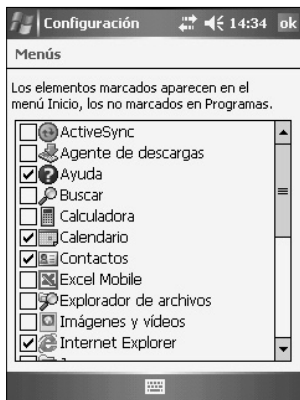 Configuración 14:34 ok
Menús
Los elementos marcados aparecen en el
menú Inicio, los no marcados en Programas.
ActiveSync
Agente de descargas
Ayuda
Buscar
Calculadora
Calendario
Contactos
Excel Mobile
Explorador de archivos
Imágenes y vídeos
Internet Explorer